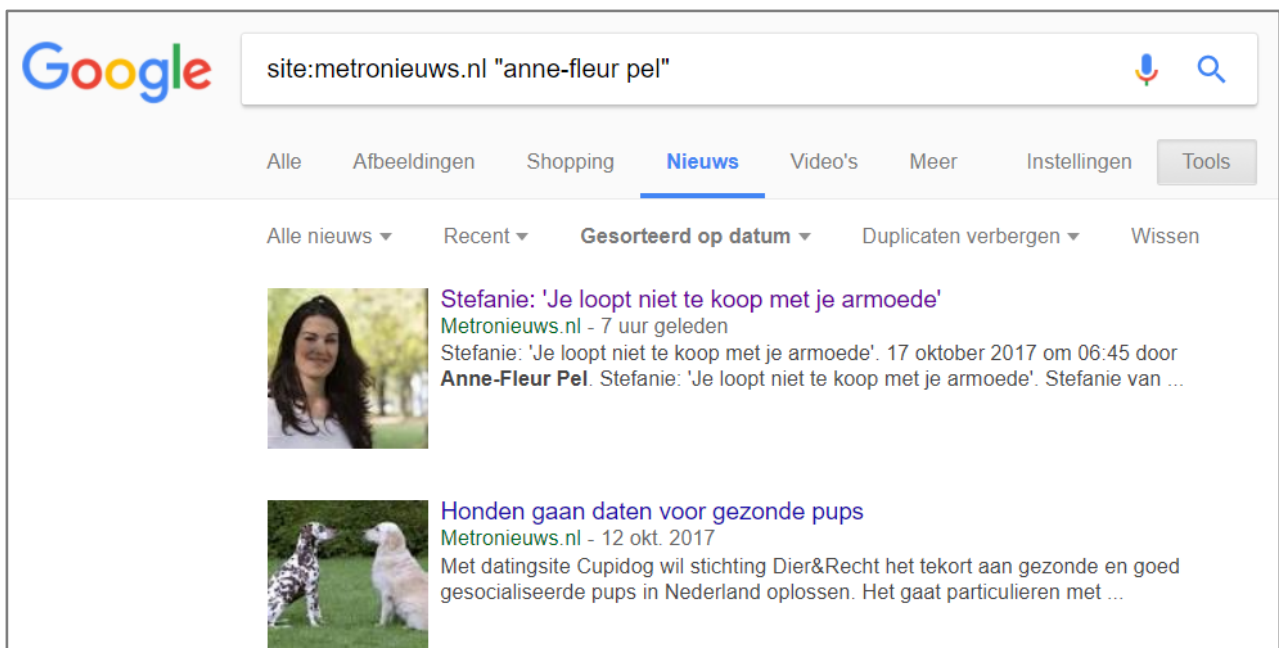 Google
site:metronieuws.nl "anne-fleur pel"
Alle Afbeeldingen Shopping Nieuws Video's Meer Instellingen Tools
Alle nieuws Recent Gesorteerd op datum Duplicaten verbergen Wissen
Stefanie: 'Je loopt niet te koop met je armoede'
Metronieuws.nl - 7 uur geleden
Stefanie: 'Je loopt niet te koop met je armoede'. 17 oktober 2017 om 06:45 door
Anne-Fleur Pel. Stefanie: 'Je loopt niet te koop met je armoede'. Stefanie van ...
Honden gaan daten voor gezonde pups
Metronieuws.nl - 12 okt. 2017
Met datingsite Cupidog wil stichting Dier&Recht het tekort aan gezonde en goed
gesocialiseerde pups in Nederland oplossen. Het gaat particulieren met ...